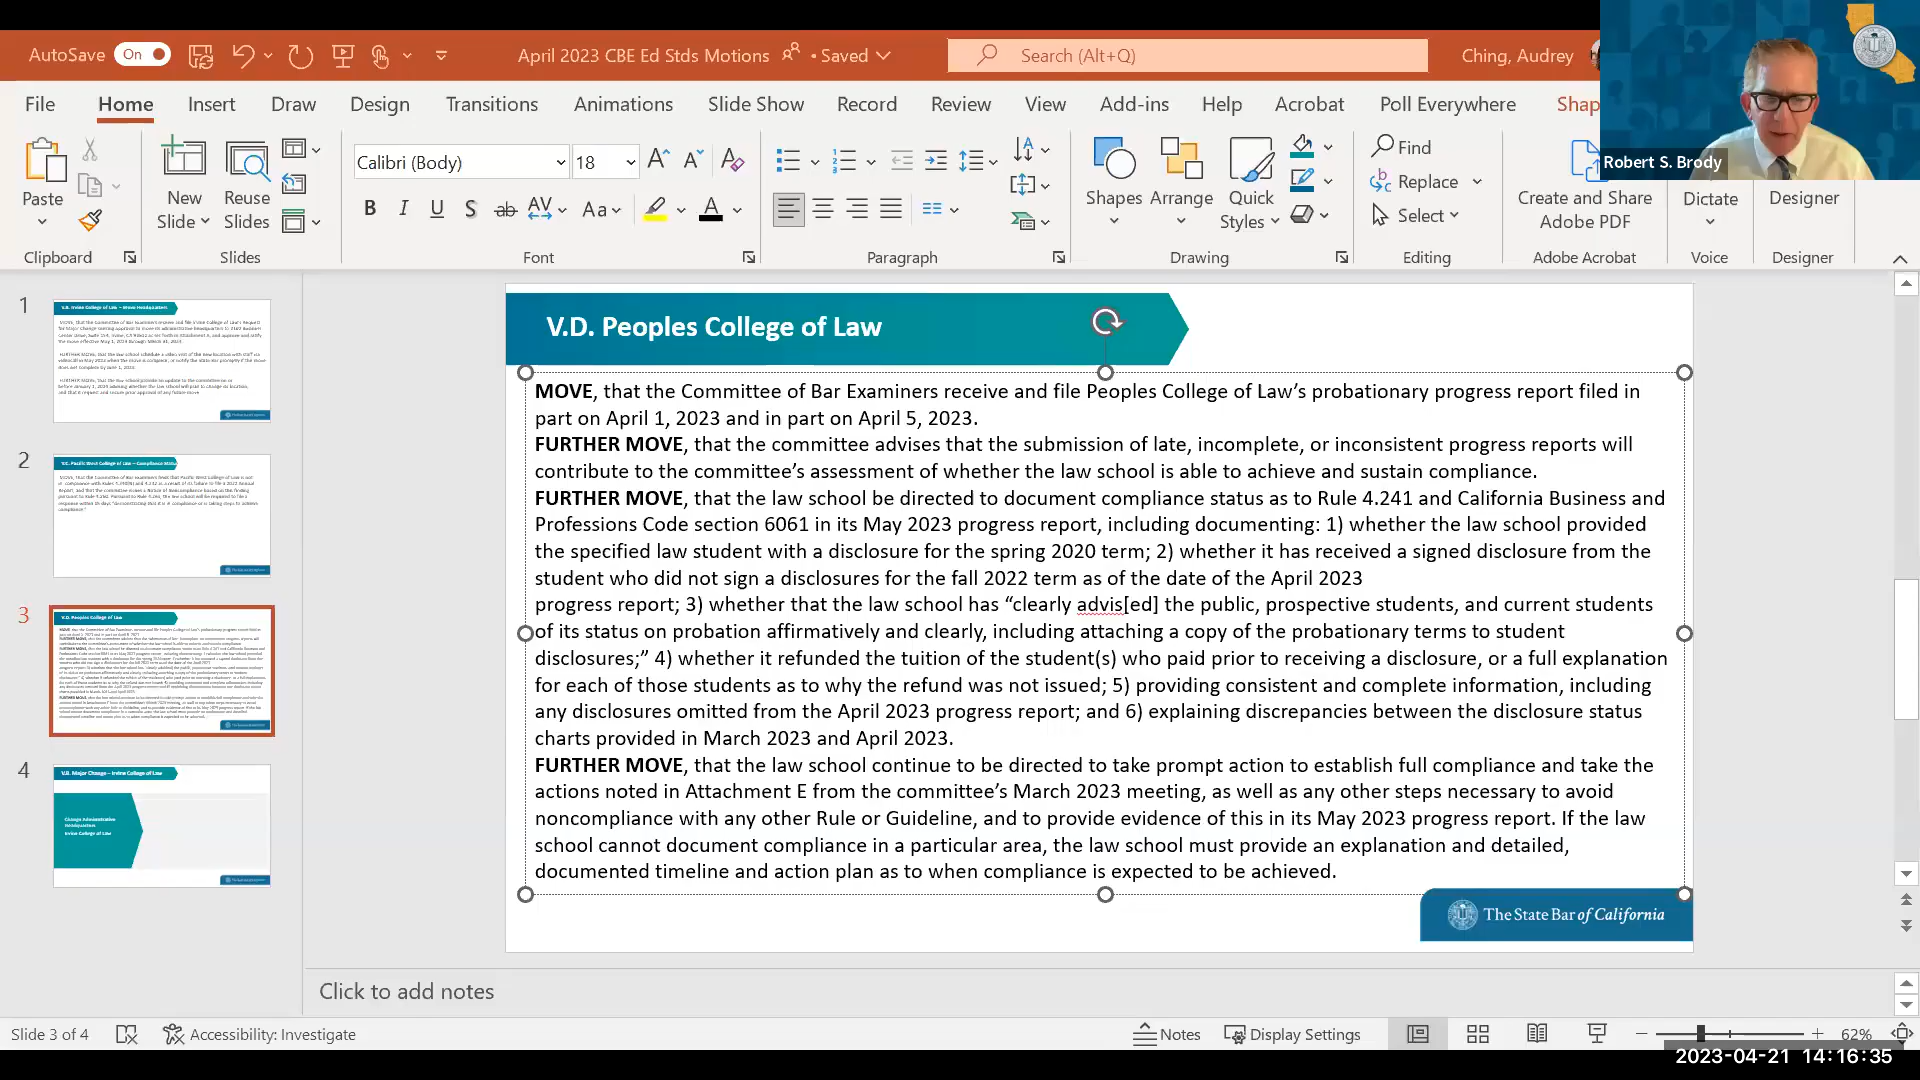 AutoSave On
April 2023 CBE Ed Stds Motions • Saved
Search (Alt+Q)
Ching, Audrey
File Home Insert Draw Design Transitions Animations Slide Show Record Review View Add-ins Help Acrobat Poll Everywhere Shap
Paste
New Slide
Reuse Slides
Calibri (Body) 18
Shapes
Arrange
Quick Styles
Find
Replace
Select
Create and Share Adobe PDF
Dictate
Designer
Clipboard Slides Font Paragraph Drawing Editing Adobe Acrobat Voice Designer
Robert S. Brody
1
2
3
4
V.D. Peoples College of Law
MOVE, that the Committee of Bar Examiners receive and file Peoples College of Law’s probationary progress report filed in
part on April 1, 2023 and in part on April 5, 2023.
FURTHER MOVE, that the committee advises that the submission of late, incomplete, or inconsistent progress reports will
contribute to the committee’s assessment of whether the law school is able to achieve and sustain compliance.
FURTHER MOVE, that the law school be directed to document compliance status as to Rule 4.241 and California Business and
Professions Code section 6061 in its May 2023 progress report, including documenting: 1) whether the law school provided
the specified law student with a disclosure for the spring 2020 term; 2) whether it has received a signed disclosure from the
student who did not sign a disclosures for the fall 2022 term as of the date of the April 2023
progress report; 3) whether that the law school has “clearly advis[ed] the public, prospective students, and current students
of its status on probation affirmatively and clearly, including attaching a copy of the probationary terms to student
disclosures;” 4) whether it refunded the tuition of the student(s) who paid prior to receiving a disclosure, or a full explanation
for each of those students as to why the refund was not issued; 5) providing consistent and complete information, including
any disclosures omitted from the April 2023 progress report; and 6) explaining discrepancies between the disclosure status
charts provided in March 2023 and April 2023.
FURTHER MOVE, that the law school continue to be directed to take prompt action to establish full compliance and take the
actions noted in Attachment E from the committee’s March 2023 meeting, as well as any other steps necessary to avoid
noncompliance with any other Rule or Guideline, and to provide evidence of this in its May 2023 progress report. If the law
school cannot document compliance in a particular area, the law school must provide an explanation and detailed,
documented timeline and action plan as to when compliance is expected to be achieved.
The State Bar of California
Click to add notes
Slide 3 of 4
Accessibility: Investigate
Notes
Display Settings
62%
2023-04-21 14:16:35